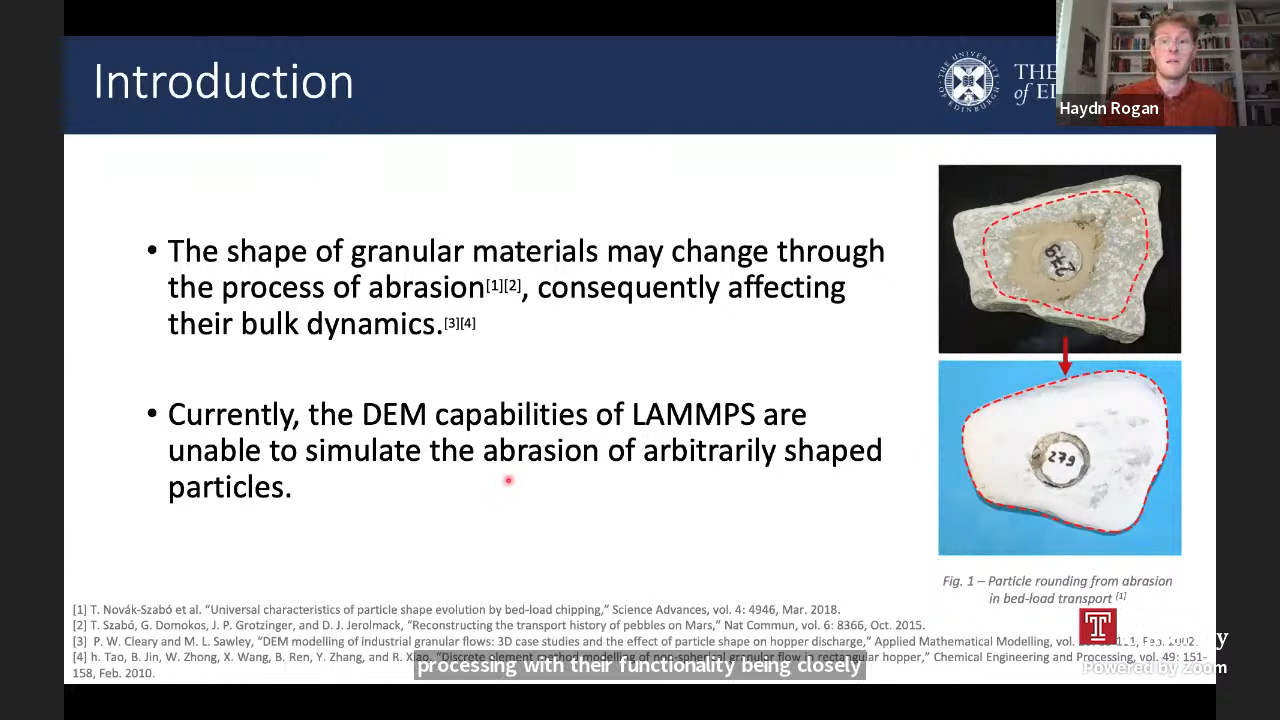 Introduction
THE UNIVERSITY
of EDINBURGH
THE
of E
Haydn Rogan
• The shape of granular materials may change through
the process of abrasion[1][2], consequently affecting
their bulk dynamics.[3][4]
• Currently, the DEM capabilities of LAMMPS are
unable to simulate the abrasion of arbitrarily shaped
particles.
279
279
Fig. 1 – Particle rounding from abrasion
in bed-load transport [1]
[1] T. Novák-Szabó et al. “Universal characteristics of particle shape evolution by bed-load chipping,” Science Advances, vol. 4: 4946, Mar. 2018.
[2] T. Szabó, G. Domokos, J. P. Grotzinger, and D. J. Jerolmack, “Reconstructing the transport history of pebbles on Mars,” Nat Commun, vol. 6: 8366, Oct. 2015.
[3] P. W. Cleary and M. L. Sawley, “DEM modelling of industrial granular flows: 3D case studies and the effect of particle shape on hopper discharge,” Applied Mathematical Modelling, vol. Feb. 2002.
[4] h. Tao, B. Jin, W. Zhong, X. Wang, B. Ren, Y. Zhang, and R. Xiao, “Discrete element method modelling of non-spherical granular flow in rectangular hopper,” Chemical Engineering and Processing, vol. 49: 151-
158, Feb. 2010.
processing with their functionality being closely
T
Powered by Zoom